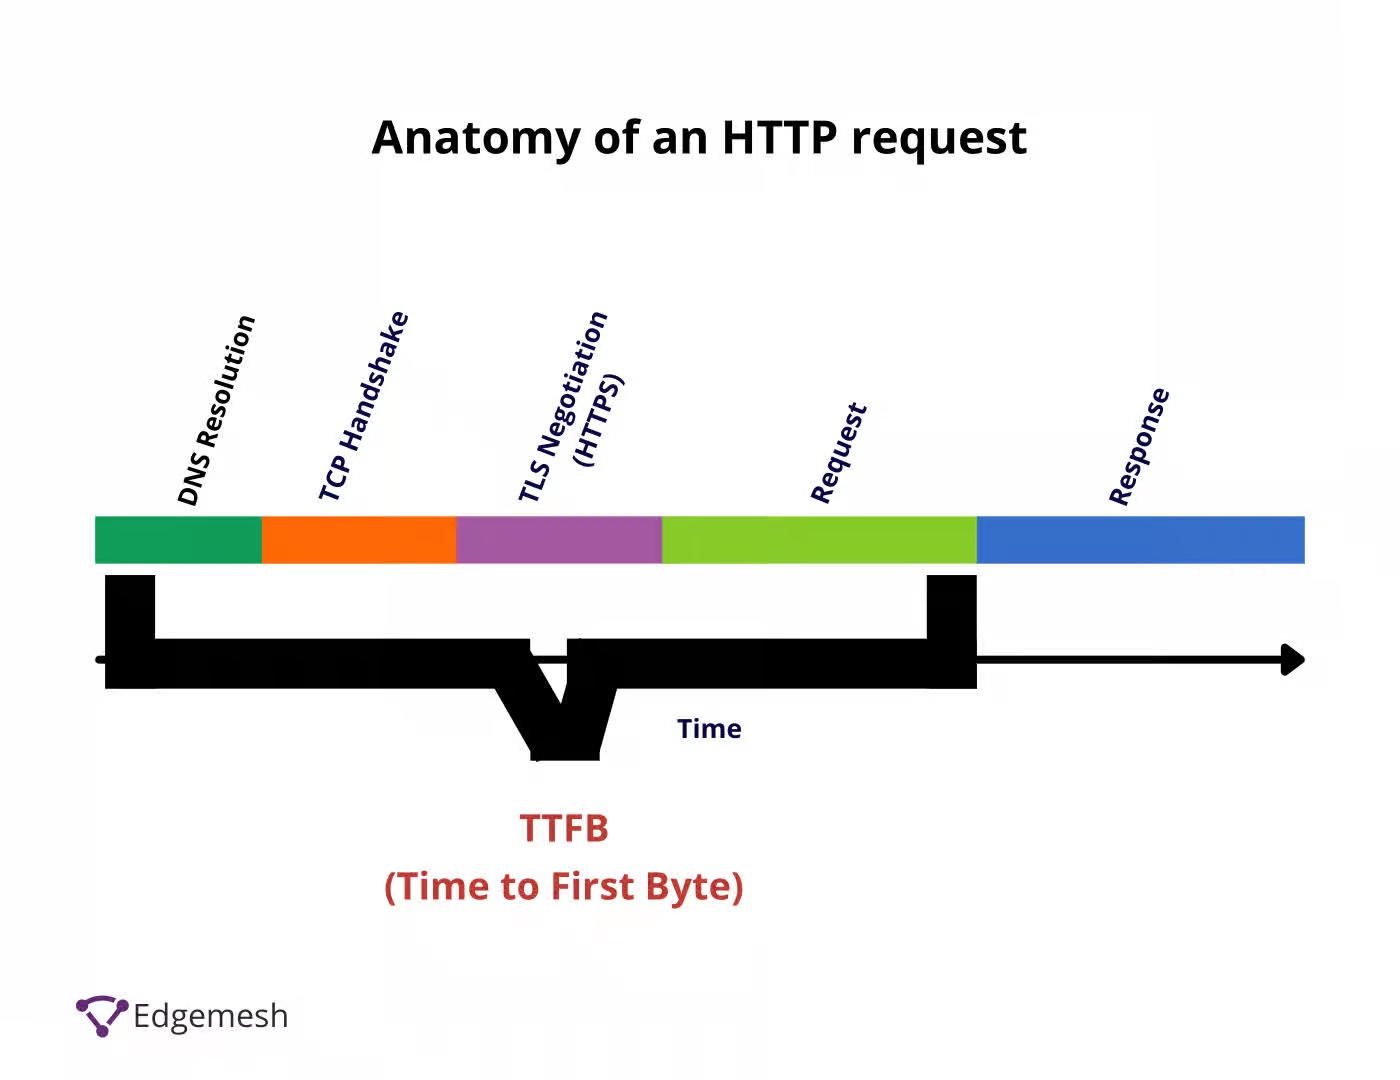 Anatomy of an HTTP request
DNS Resolution
TCP Handshake
TLS Negotiation
(HTTPS)
Request
Response
Time
TTFB
(Time to First Byte)
Edgemesh